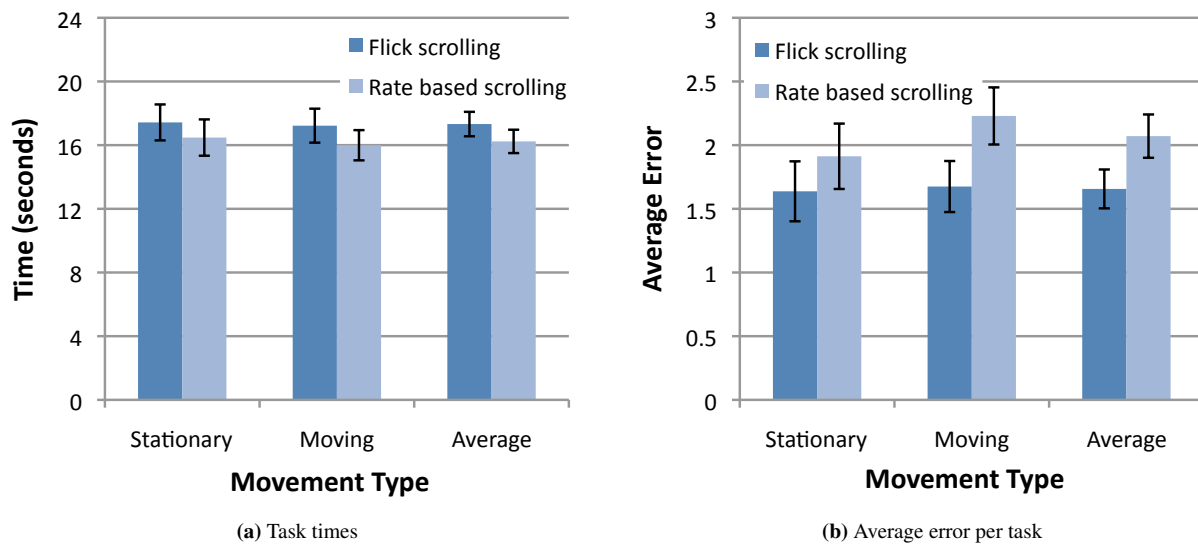 24
20
16
12
8
4
0
Time (seconds)
Flick scrolling
Rate based scrolling
Stationary
Moving
Average
Movement Type
(a) Task times
3
2.5
2
1.5
1
0.5
0
Average Error
Flick scrolling
Rate based scrolling
Stationary
Moving
Average
Movement Type
(b) Average error per task